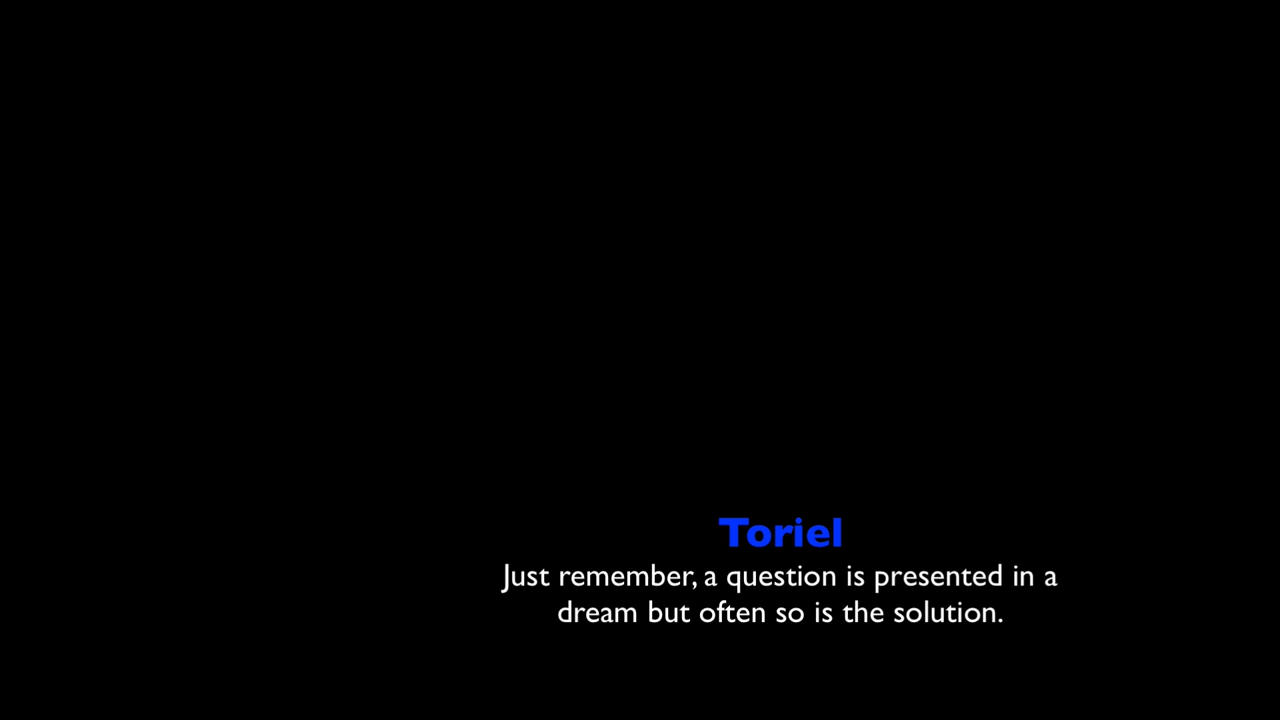 Toriel
Just remember, a question is presented in a
dream but often so is the solution.